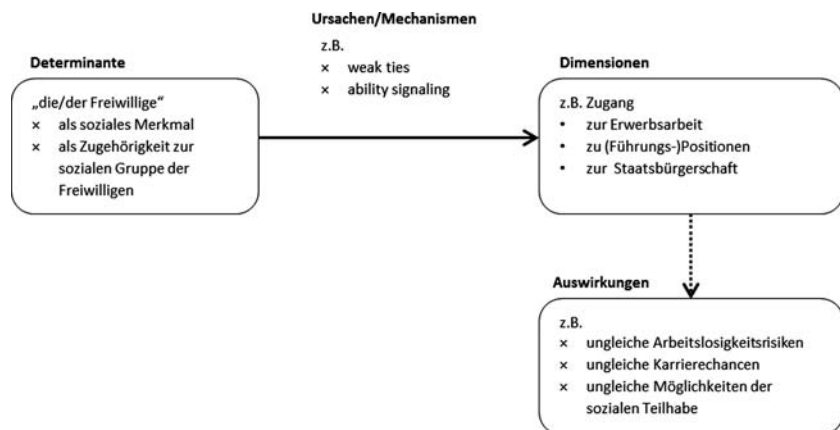 Ursachen/Mechanismen
z.B.
× weak ties
× ability signaling
Determinante
„die/der Freiwillige“
× als soziales Merkmal
× als Zugehörigkeit zur
sozialen Gruppe der
Freiwilligen
Dimensionen
z.B. Zugang
• zur Erwerbsarbeit
• zu (Führungs-)Positionen
• zur Staatsbürgerschaft
Auswirkungen
z.B.
× ungleiche Arbeitslosigkeitsrisiken
× ungleiche Karrierechancen
× ungleiche Möglichkeiten der
sozialen Teilhabe